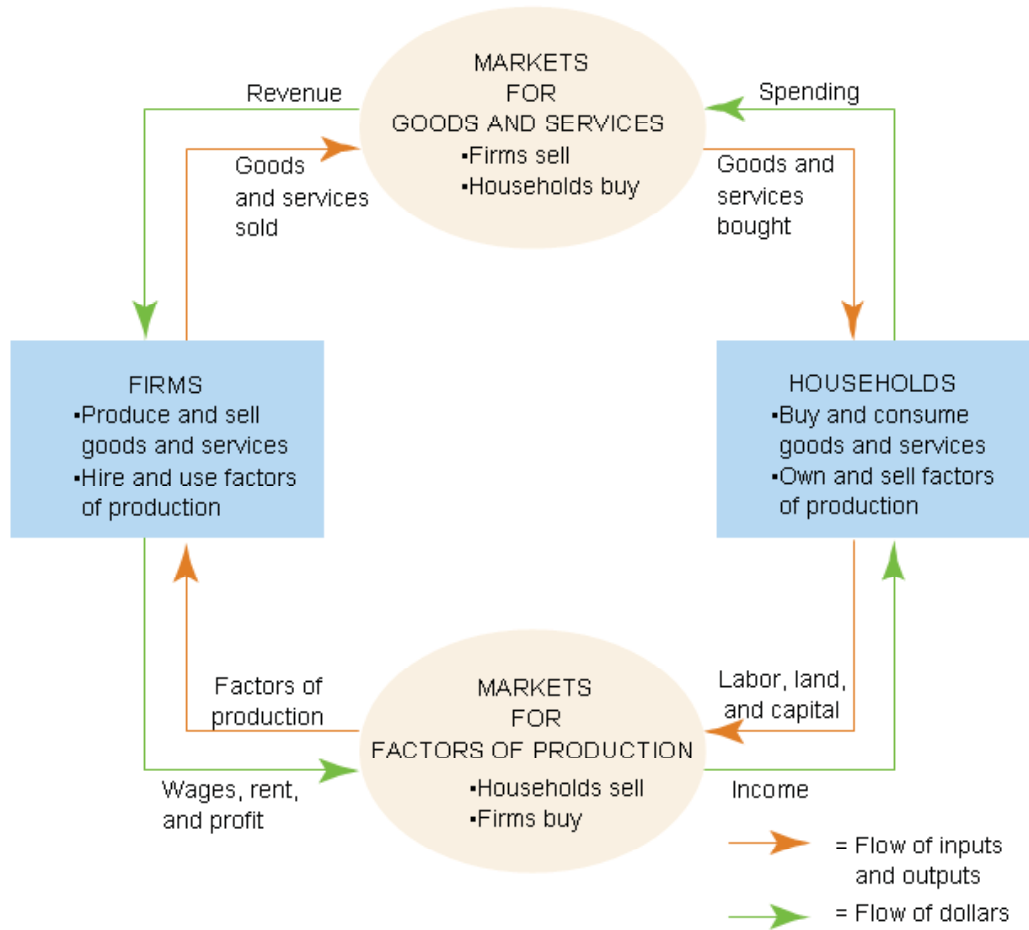 MARKETS
FOR
GOODS AND SERVICES
▪Firms sell
▪Households buy
Revenue
Goods
and services
sold
Spending
Goods and
services
bought
FIRMS
▪Produce and sell
goods and services
▪Hire and use factors
of production
HOUSEHOLDS
▪Buy and consume
goods and services
▪Own and sell factors
of production
Factors of
production
Wages, rent,
and profit
MARKETS
FOR
FACTORS OF PRODUCTION
▪Households sell
▪Firms buy
Labor, land,
and capital
Income
= Flow of inputs
and outputs
= Flow of dollars